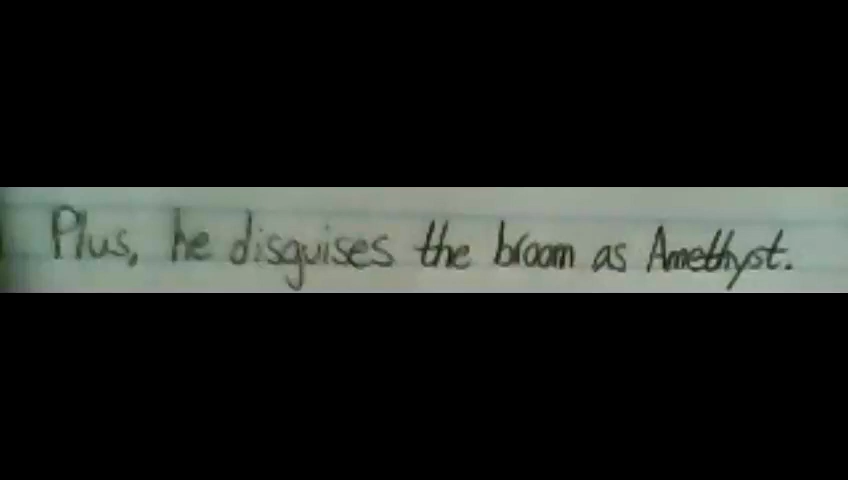 Plus, he disguises the broom as Amethyst.